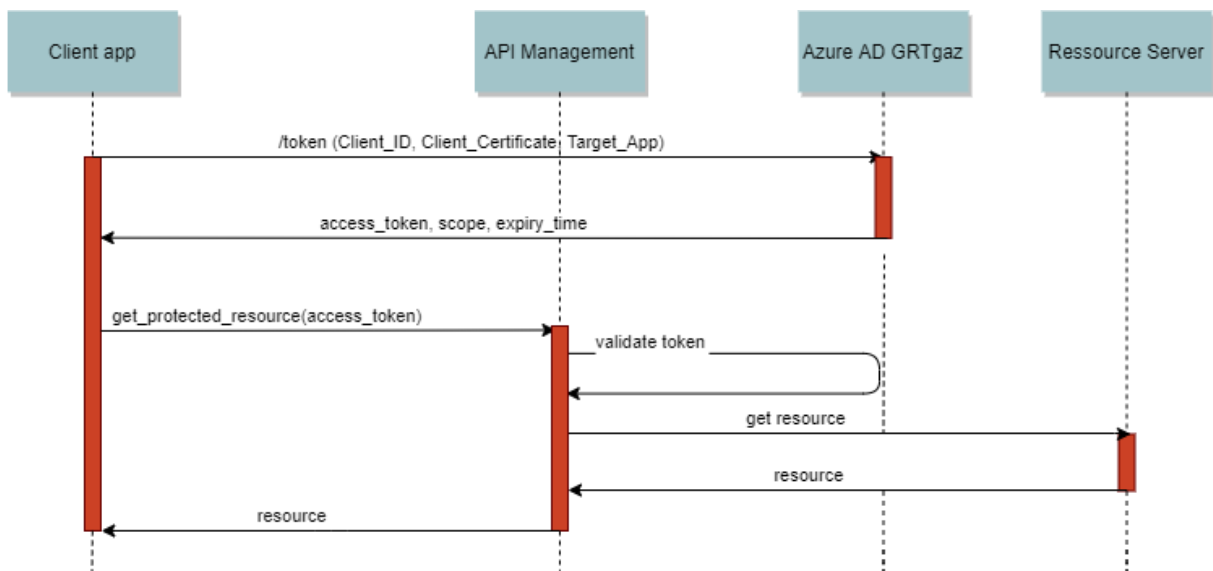 Client app
API Management
Azure AD GRTgaz
Ressource Server
/token (Client_ID, Client_Certificate, Target_App)
access_token, scope, expiry_time
get_protected_resource(access_token)
validate token
get resource
resource
resource